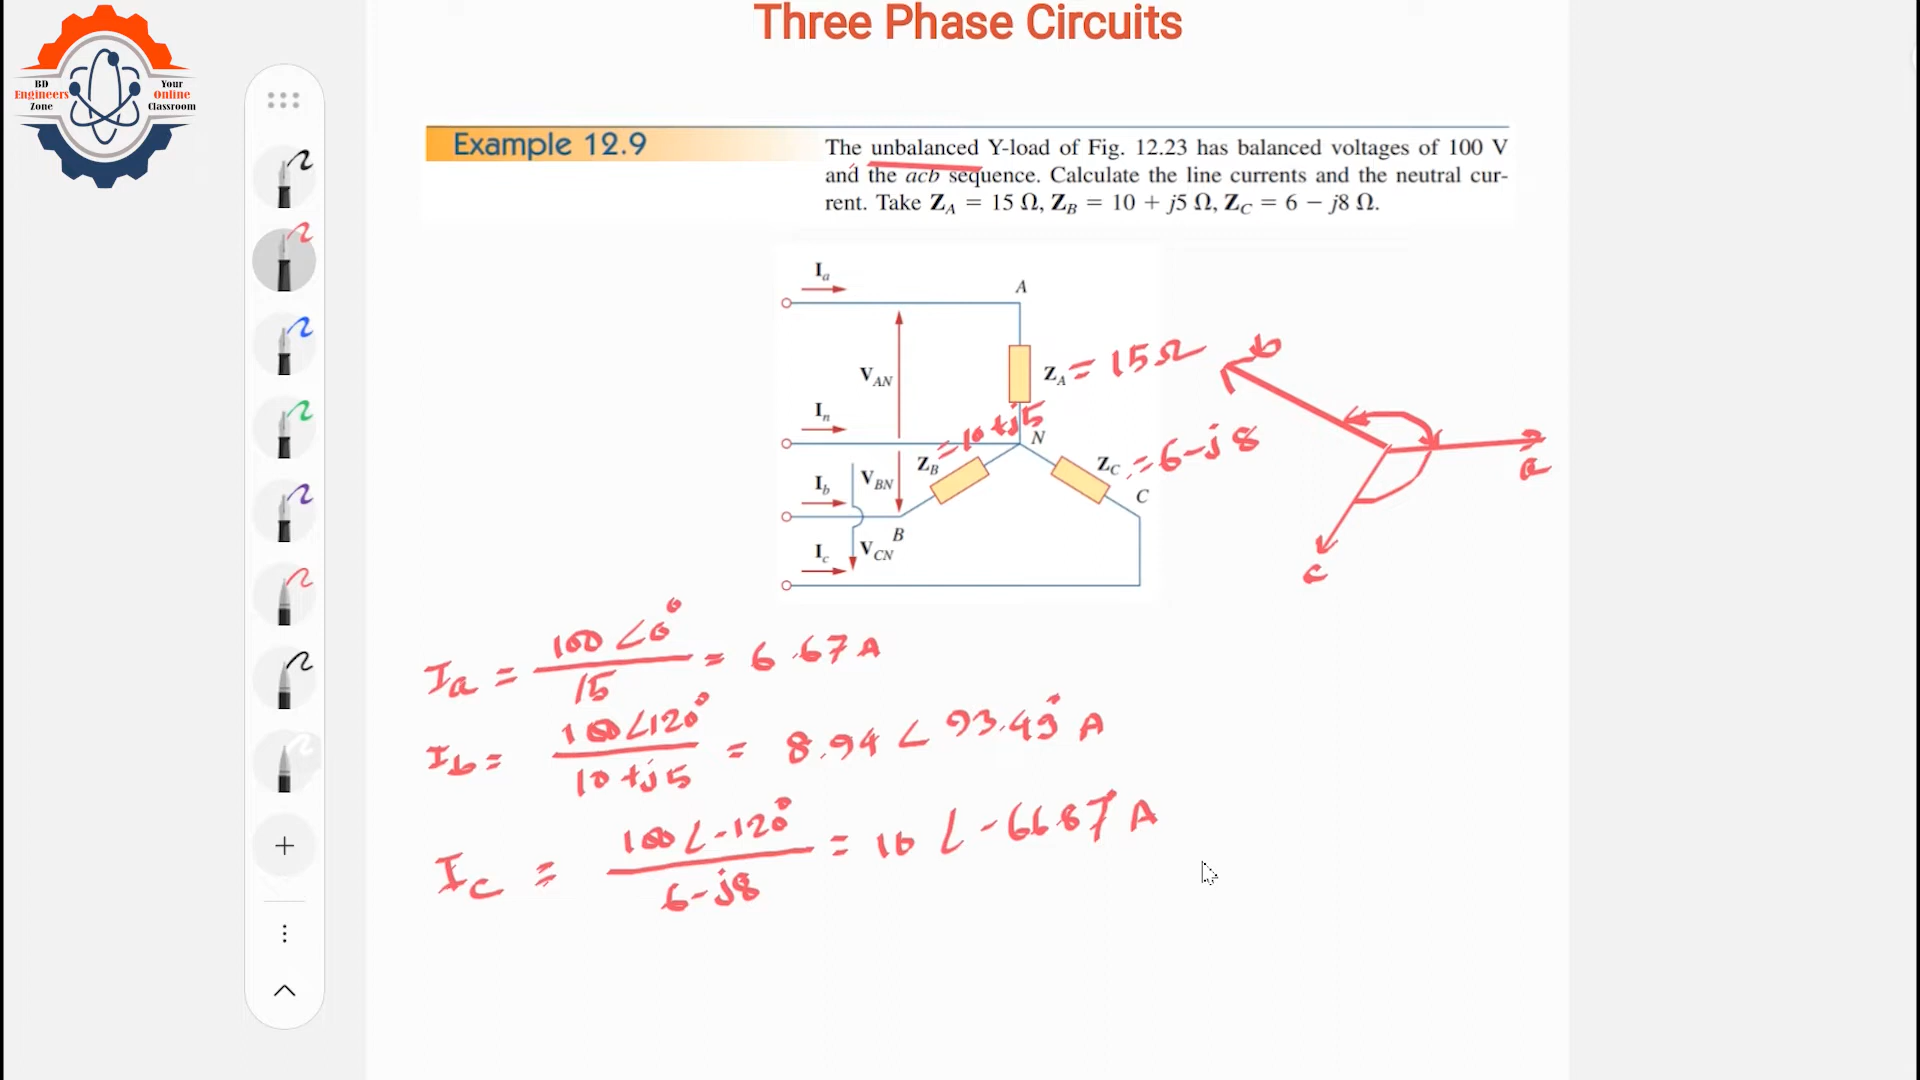 Three Phase Circuits
BD
Engineers
Zone
Your
Online
Classroom
Example 12.9
The unbalanced Y-load of Fig. 12.23 has balanced voltages of 100 V
and the acb sequence. Calculate the line currents and the neutral cur-
rent. Take Z_A = 15 Ω, Z_B = 10 + j5 Ω, Z_C = 6 − j8 Ω.
I_a
A
V_AN
Z_A = 15Ω
I_n
= 10+j5
N
Z_B
Z_C = 6-j8
I_b
V_BN
C
B
I_c
V_CN
b
a
c
I_a = 100∠0° / 15 = 6.67 A
I_b = 100∠120° / 10+j5 = 8.94 ∠ 93.43° A
I_c = 100∠-120° / 6-j8 = 10 ∠-66.87° A